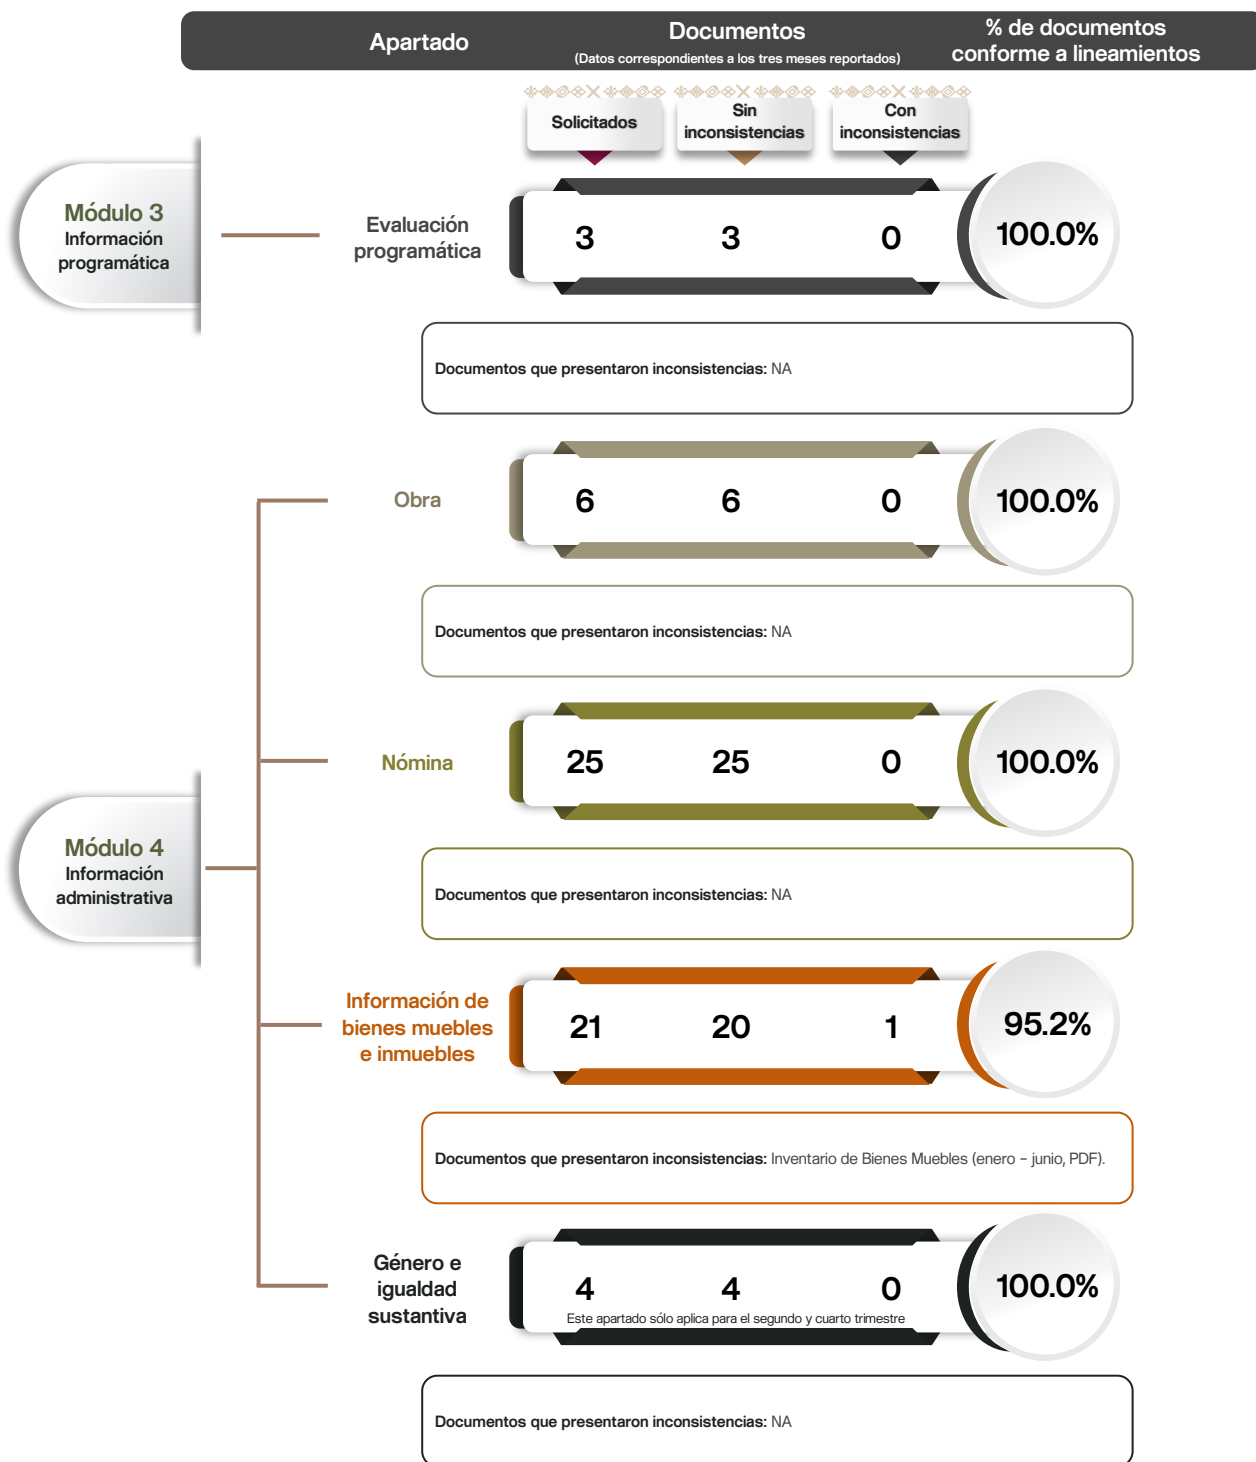 Apartado
Documentos
(Datos correspondientes a los tres meses reportados)
% de documentos
conforme a lineamientos
Solicitados
Sin
inconsistencias
Con
inconsistencias
Módulo 3
Información
programática
Evaluación
programática
3 3 0 100.0%
Documentos que presentaron inconsistencias: NA
Obra
6 6 0 100.0%
Documentos que presentaron inconsistencias: NA
Nómina
25 25 0 100.0%
Documentos que presentaron inconsistencias: NA
Módulo 4
Información
administrativa
Información de
bienes muebles
e inmuebles
21 20 1 95.2%
Documentos que presentaron inconsistencias: Inventario de Bienes Muebles (enero – junio, PDF).
Género e
igualdad
sustantiva
4 4 0 100.0%
Este apartado sólo aplica para el segundo y cuarto trimestre
Documentos que presentaron inconsistencias: NA